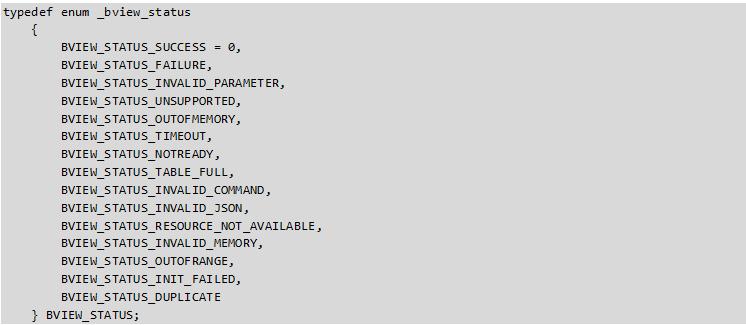 typedef enum _bview_status
{
BVIEW_STATUS_SUCCESS = 0,
BVIEW_STATUS_FAILURE,
BVIEW_STATUS_INVALID_PARAMETER,
BVIEW_STATUS_UNSUPPORTED,
BVIEW_STATUS_OUTOFMEMORY,
BVIEW_STATUS_TIMEOUT,
BVIEW_STATUS_NOTREADY,
BVIEW_STATUS_TABLE_FULL,
BVIEW_STATUS_INVALID_COMMAND,
BVIEW_STATUS_INVALID_JSON,
BVIEW_STATUS_RESOURCE_NOT_AVAILABLE,
BVIEW_STATUS_INVALID_MEMORY,
BVIEW_STATUS_OUTOFRANGE,
BVIEW_STATUS_INIT_FAILED,
BVIEW_STATUS_DUPLICATE
} BVIEW_STATUS;